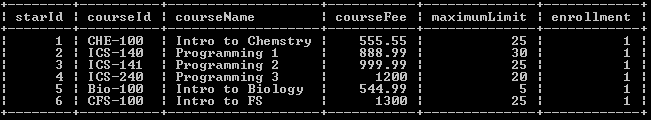 starId | courseId | courseName | courseFee | maximumLimit | enrollment
1 | CHE-100 | Intro to Chemstry | 555.55 | 25 | 1
2 | ICS-140 | Programming 1 | 888.99 | 30 | 1
3 | ICS-141 | Programming 2 | 999.99 | 25 | 1
4 | ICS-240 | Programming 3 | 1200 | 20 | 1
5 | Bio-100 | Intro to Biology | 544.99 | 5 | 1
6 | CFS-100 | Intro to FS | 1300 | 25 | 1